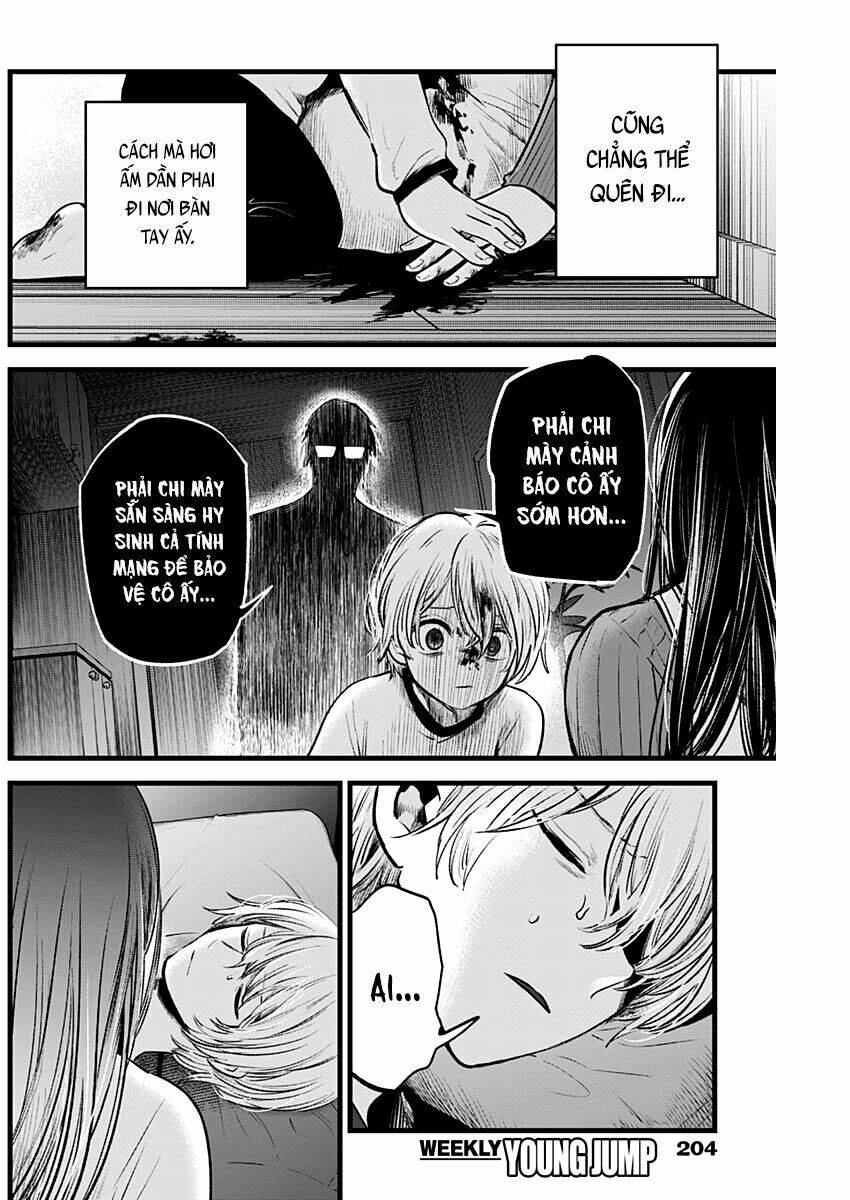 CŨNG
CHẲNG THỂ
QUÊN ĐI...
CÁCH MÀ HƠI
ẤM DẦN PHAI
ĐI NƠI BÀN
TAY ẤY.
PHẢI CHI
MÀY CẢNH
BÁO CÔ ẤY
SỚM HƠN...
PHẢI CHI MÀY
SẴN SÀNG HY
SINH CẢ TÍNH
MẠNG ĐỂ BẢO
VỆ CÔ ẤY...
AI...
WEEKLY YOUNG JUMP 204